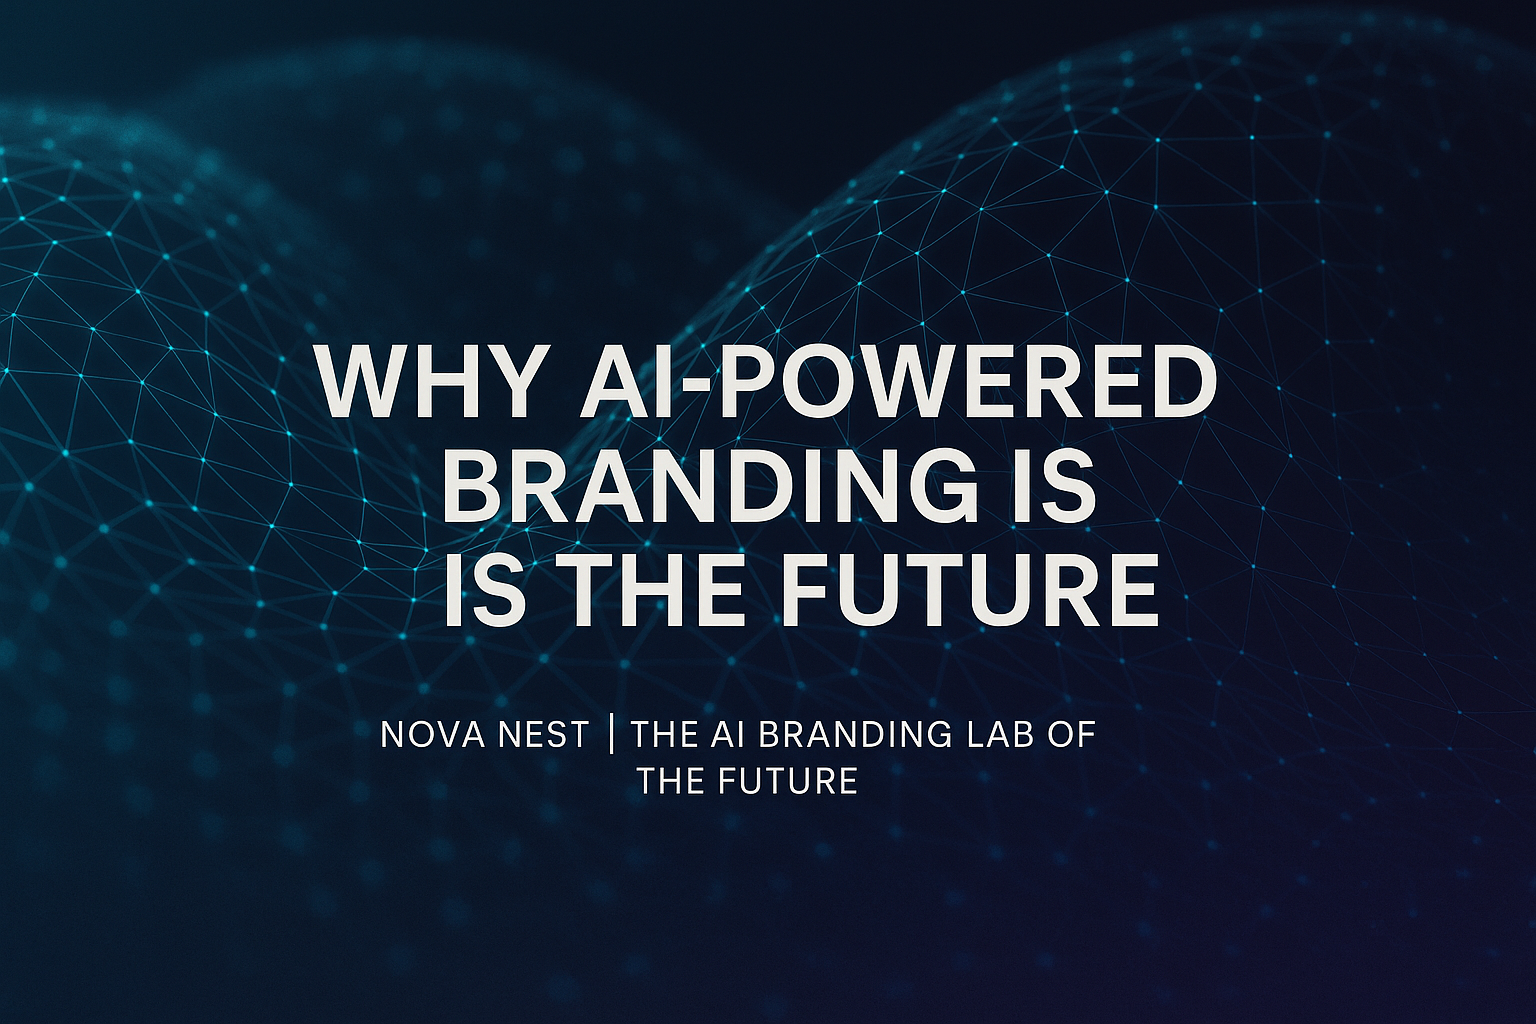 WHY AI-POWERED
BRANDING IS
IS THE FUTURE
NOVA NEST | THE AI BRANDING LAB OF
THE FUTURE